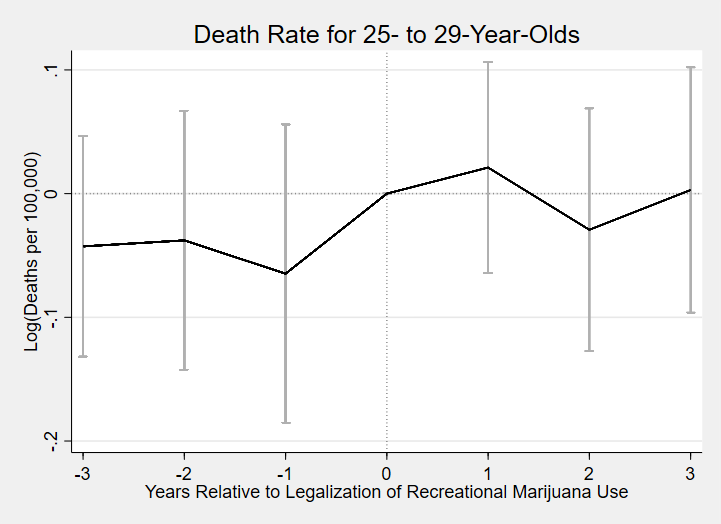 Death Rate for 25- to 29-Year-Olds
Log(Deaths per 100,000)
.1
0
-.1
-.2
-3 -2 -1 0 1 2 3
Years Relative to Legalization of Recreational Marijuana Use